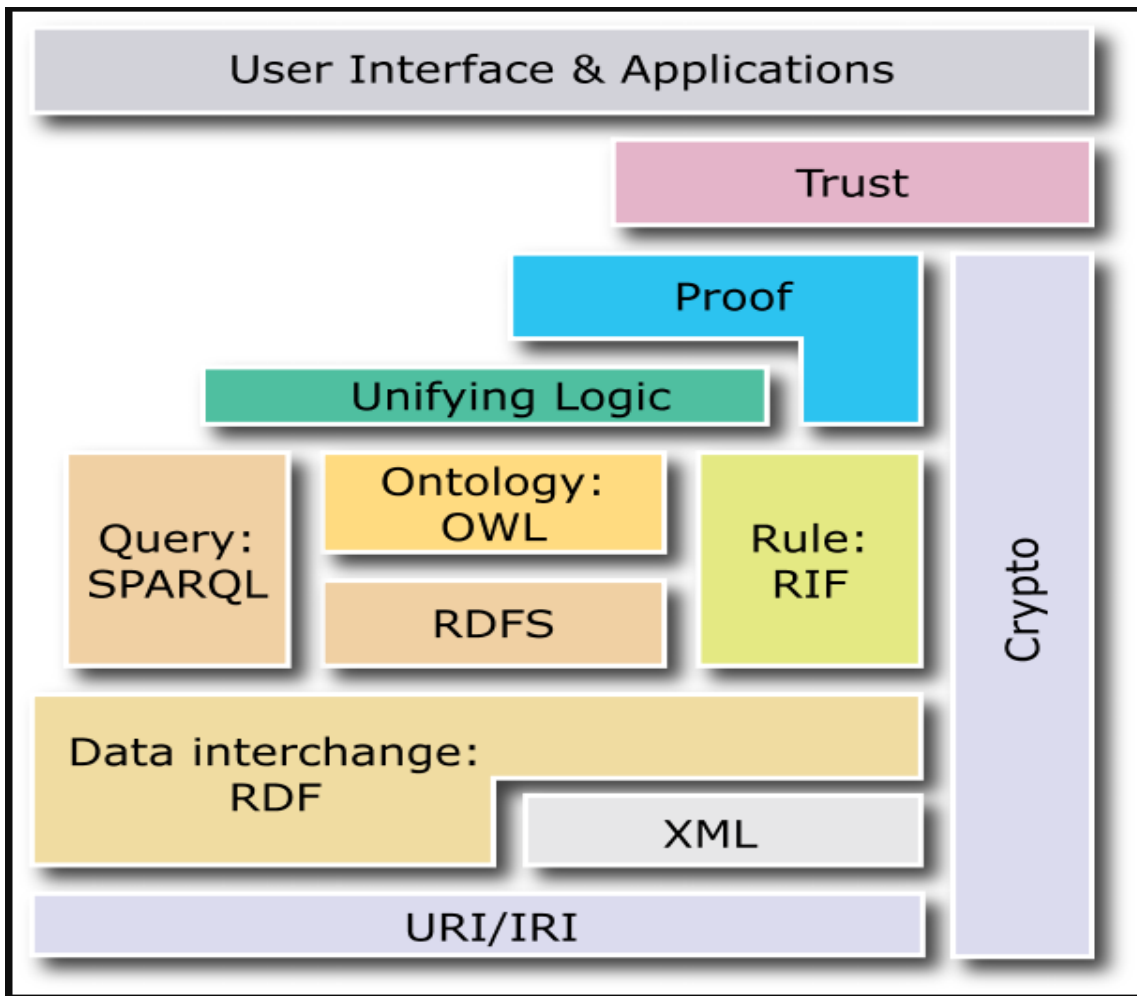 User Interface & Applications
Trust
Proof
Unifying Logic
Query:
SPARQL
Ontology:
OWL
RDFS
Rule:
RIF
Crypto
Data interchange:
RDF
XML
URI/IRI